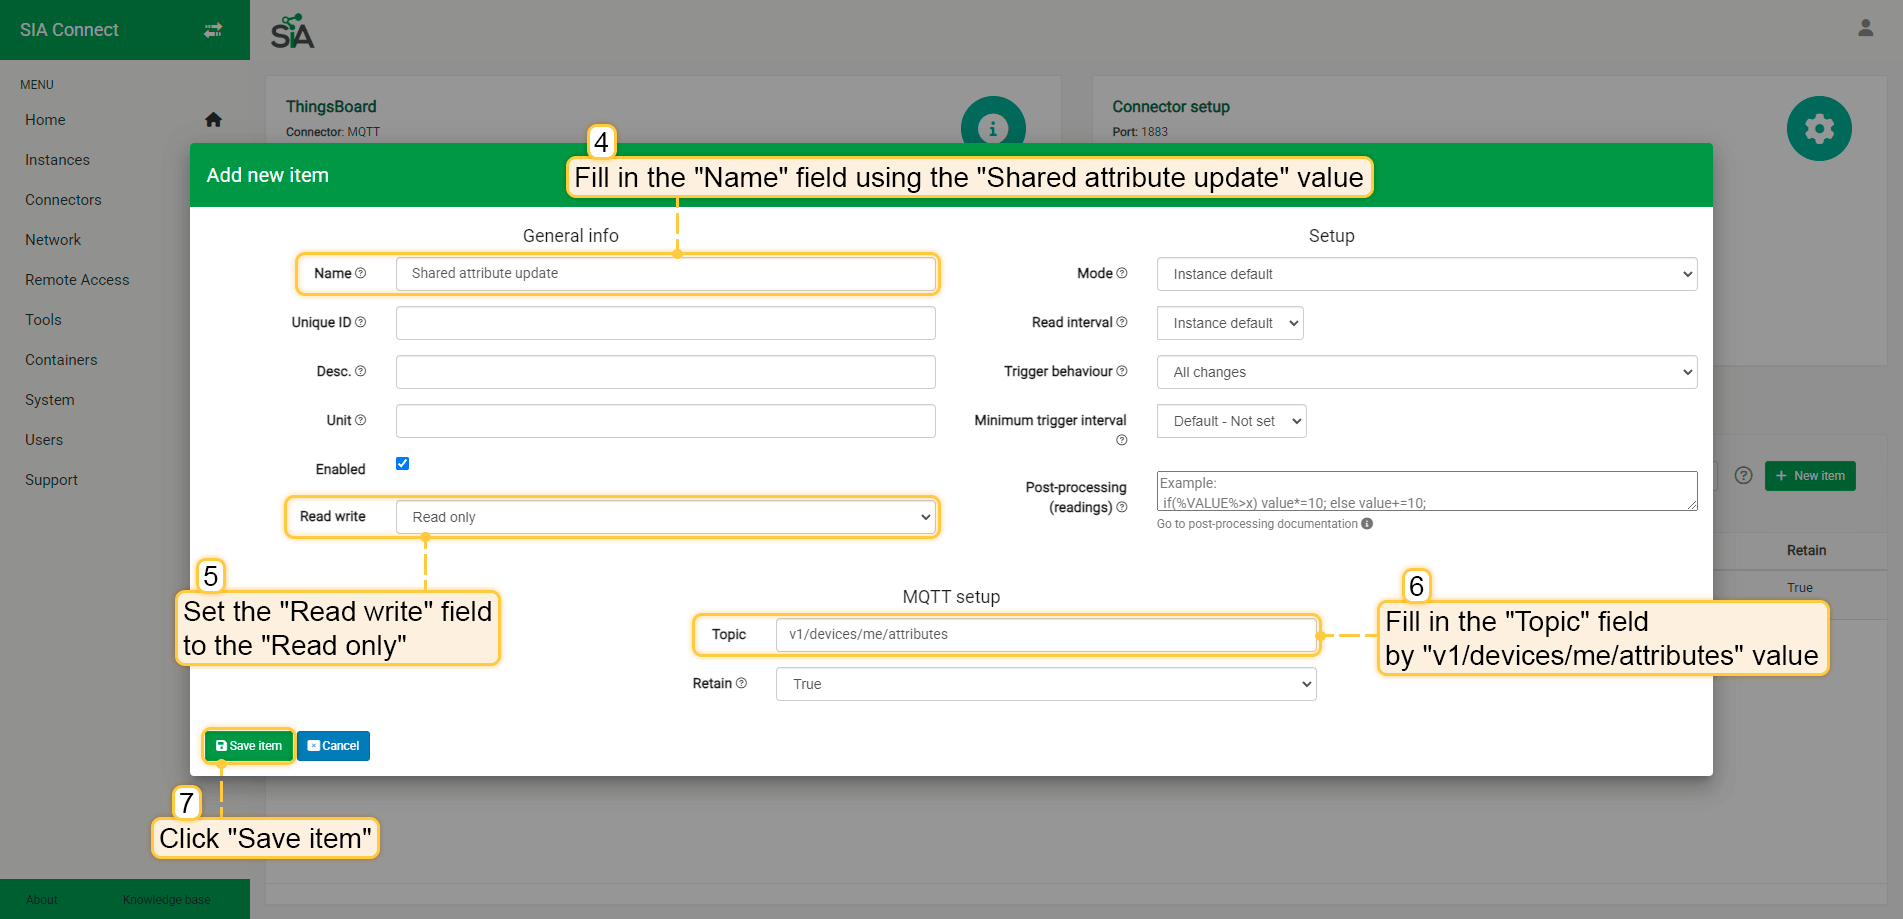 SIA Connect
SiA
MENU
Home
Instances
Connectors
Network
Remote Access
Tools
Containers
System
Users
Support
About
Knowledge base
ThingsBoard
Connector: MQTT
Connector setup
Port: 1883
New item
Retain
True
Add new item
4
Fill in the "Name" field using the "Shared attribute update" value
General info
Name
Shared attribute update
Unique ID
Desc.
Unit
Enabled
Read write
Read only
Setup
Mode
Instance default
Read interval
Instance default
Trigger behaviour
All changes
Minimum trigger interval
Default - Not set
Post-processing
(readings)
Example:
if(%VALUE%>x) value*=10; else value+=10;
Go to post-processing documentation
5
Set the "Read write" field
to the "Read only"
MQTT setup
Topic
v1/devices/me/attributes
Retain
True
6
Fill in the "Topic" field
by "v1/devices/me/attributes" value
Save item
Cancel
7
Click "Save item"